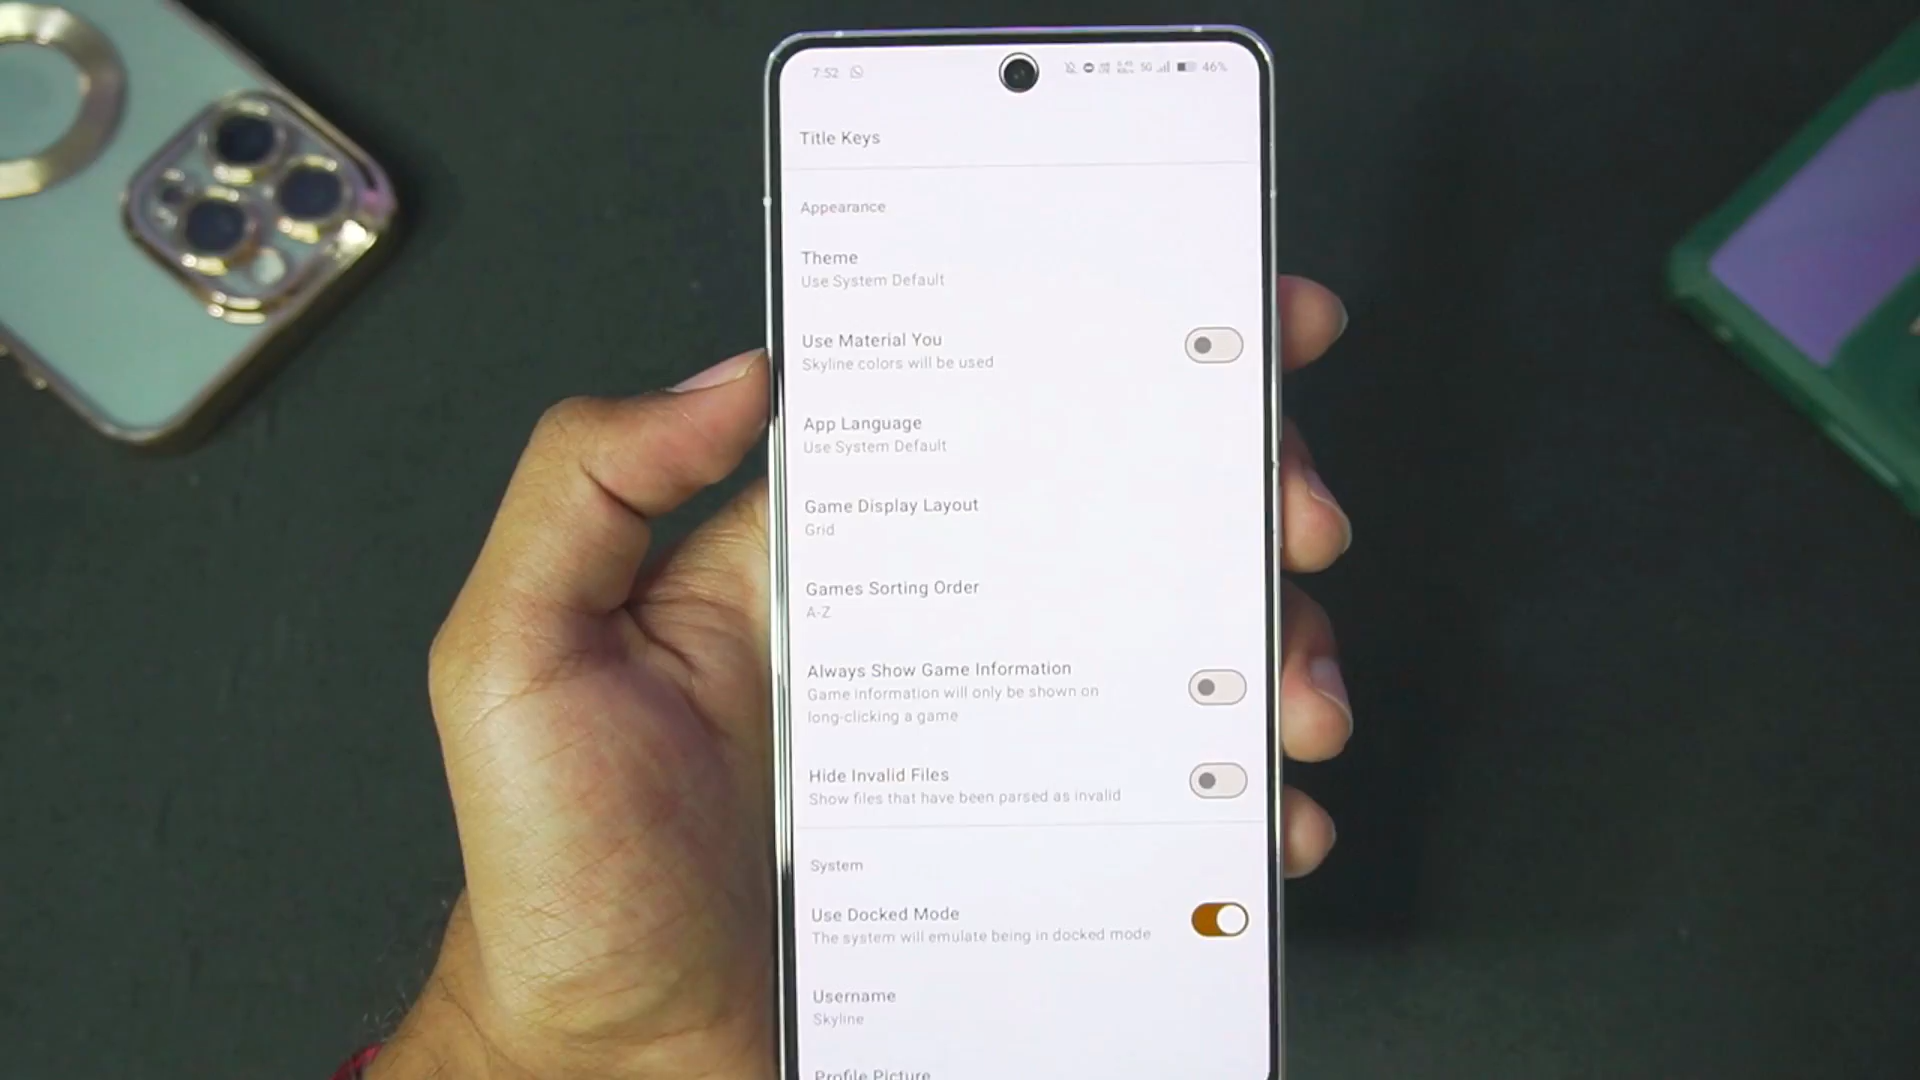 7:52
5G 46%
Title Keys
Appearance
Theme
Use System Default
Use Material You
Skyline colors will be used
App Language
Use System Default
Game Display Layout
Grid
Games Sorting Order
A-Z
Always Show Game Information
Game information will only be shown on
long-clicking a game
Hide Invalid Files
Show files that have been parsed as invalid
System
Use Docked Mode
The system will emulate being in docked mode
Username
Skyline
Profile Picture